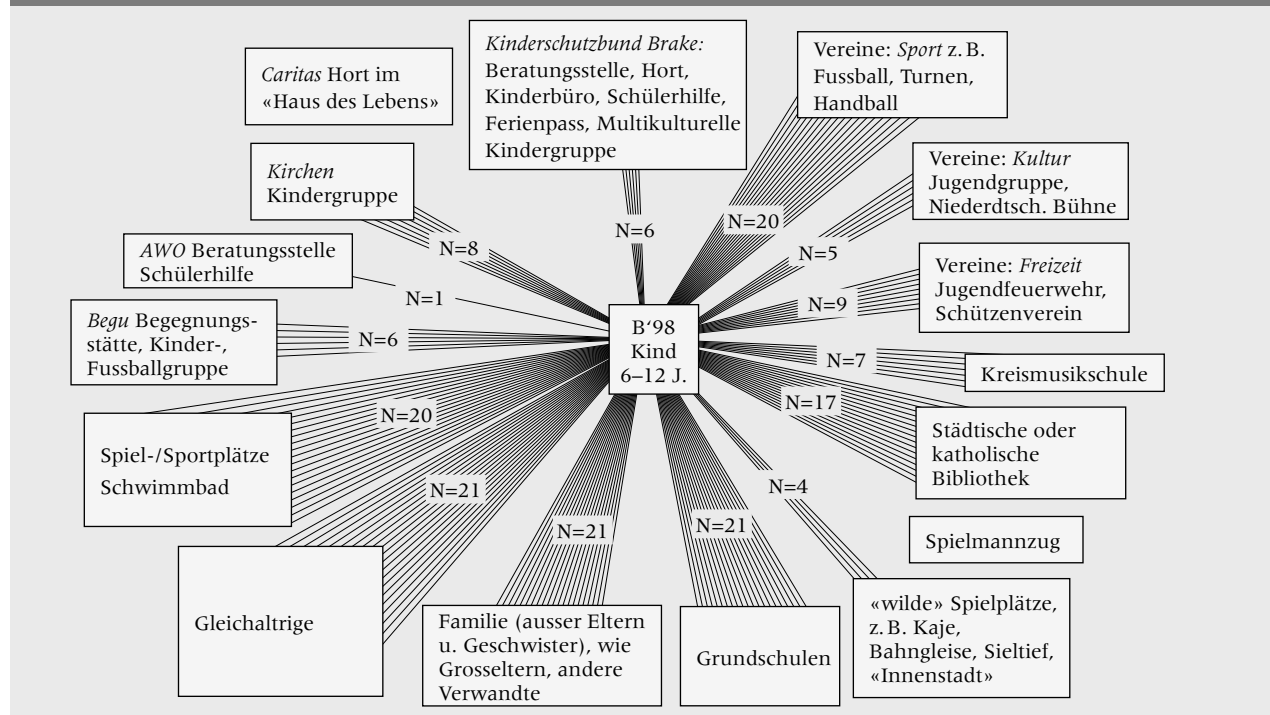 Caritas Hort im
«Haus des Lebens»
Kinderschutzbund Brake:
Beratungsstelle, Hort,
Kinderbüro, Schülerhilfe,
Ferienpass, Multikulturelle
Kindergruppe
Vereine: Sport z.B.
Fussball, Turnen,
Handball
Kirchen
Kindergruppe
Vereine: Kultur
Jugendgruppe,
Niederdtsch. Bühne
N=8
N=6
N=20
N=5
AWO Beratungsstelle
Schülerhilfe
N=1
Vereine: Freizeit
Jugendfeuerwehr,
Schützenverein
N=9
Begu Begegnungs-
stätte, Kinder-,
Fussballgruppe
N=6
B‘98
Kind
6–12 J.
N=7
Kreismusikschule
N=20
N=17
Spiel-/Sportplätze
Schwimmbad
Städtische oder
katholische
Bibliothek
N=21
N=4
N=21
N=21
Spielmannzug
Gleichaltrige
Familie (ausser Eltern
u. Geschwister), wie
Grosseltern, andere
Verwandte
Grundschulen
«wilde» Spielplätze,
z.B. Kaje,
Bahngleise, Sieltief,
«Innenstadt»